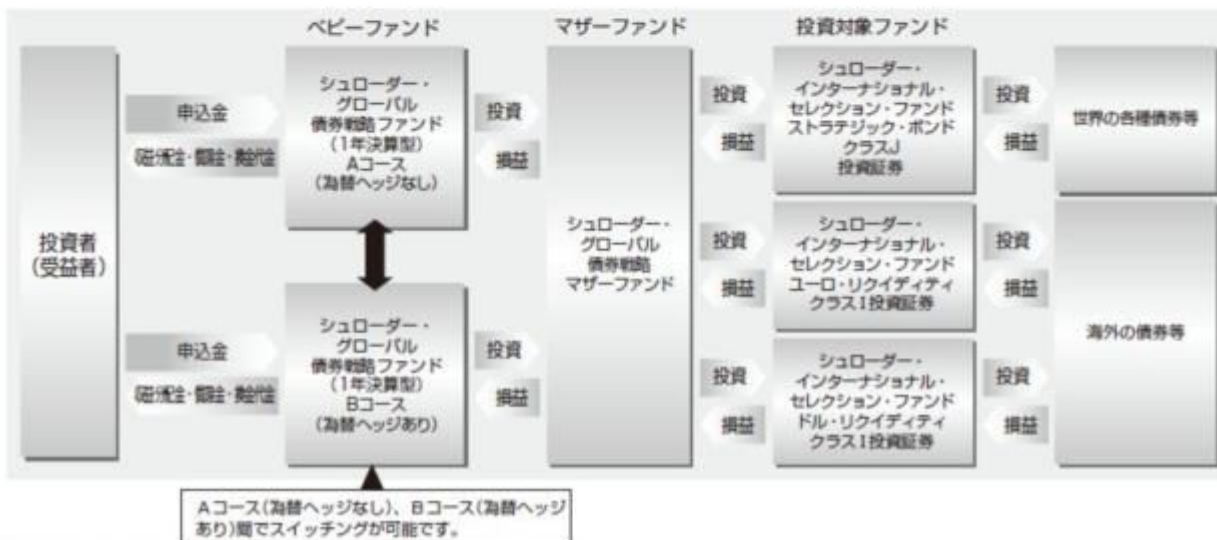 ベビーファンド
マザーファンド
投資対象ファンド
投資者
(受益者)
申込金
シュローダー・
グローバル
債券戦略ファンド
(1年決算型)
Aコース
(為替ヘッジなし)
投資
損益
申込金
シュローダー・
グローバル
債券戦略ファンド
(1年決算型)
Bコース
(為替ヘッジあり)
投資
損益
シュローダー・
グローバル
債券戦略
マザーファンド
投資
損益
シュローダー・
インターナショナル・
セレクション・ファンド
ストラテジック・ボンド
クラスJ
投資証券
投資
損益
世界の各種債券等
投資
損益
シュローダー・
インターナショナル・
セレクション・ファンド
ユーロ・リクイディティ
クラスI投資証券
投資
損益
投資
損益
シュローダー・
インターナショナル・
セレクション・ファンド
ドル・リクイディティ
クラスI投資証券
投資
損益
海外の債券等
Aコース(為替ヘッジなし)、Bコース(為替ヘッジ
あり)間でスイッチングが可能です。